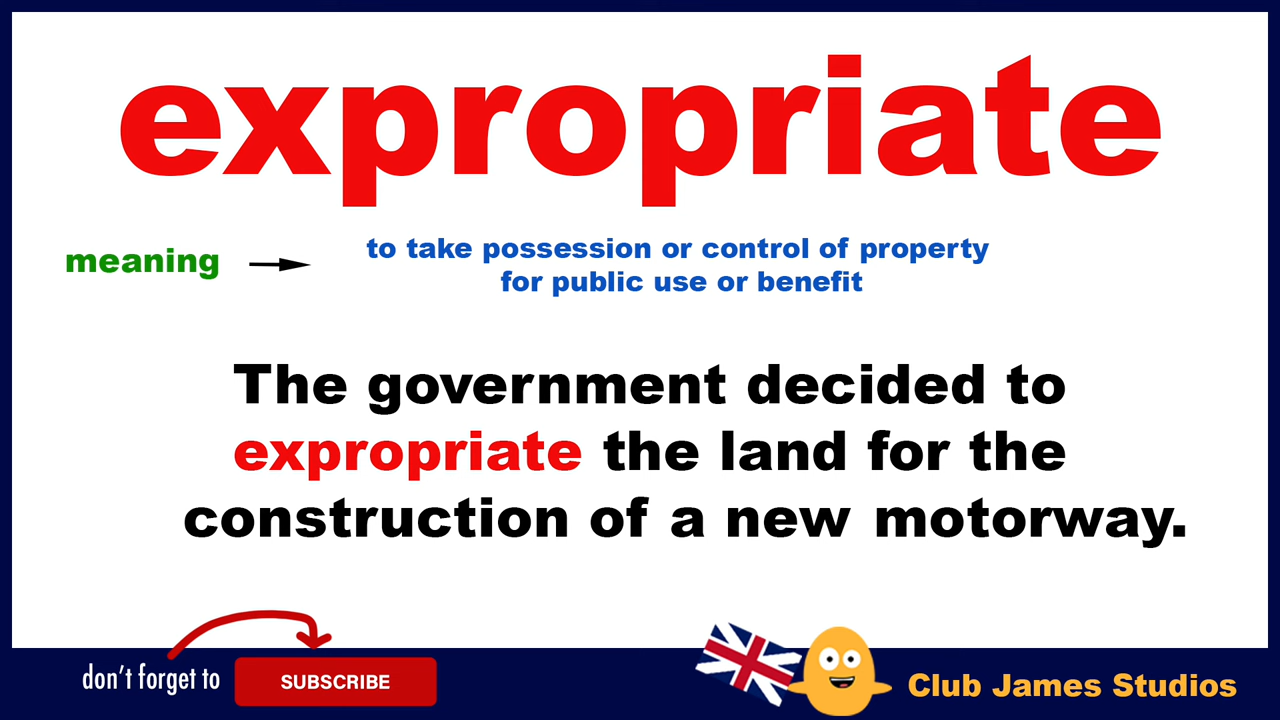 expropriate
meaning
to take possession or control of property
for public use or benefit
The government decided to
expropriate the land for the
construction of a new motorway.
don't forget to
SUBSCRIBE
Club James Studios